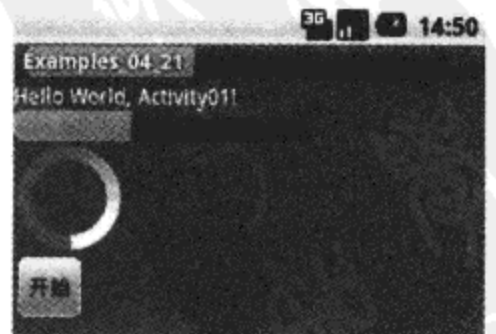 3G 14:50
Examples_04_21
Hello World, Activity01!
开始